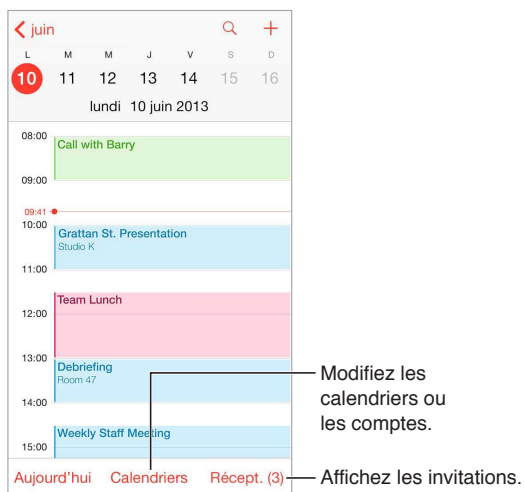 juin
L M M J V S D
10 11 12 13 14 15 16
lundi 10 juin 2013
08:00
Call with Barry
09:00
09:41
10:00
Grattan St. Presentation
Studio K
11:00
Team Lunch
12:00
13:00
Debriefing
Room 47
14:00
Weekly Staff Meeting
15:00
Aujourd'hui Calendriers Récept. (3)
Modifiez les
calendriers ou
les comptes.
Affichez les invitations.